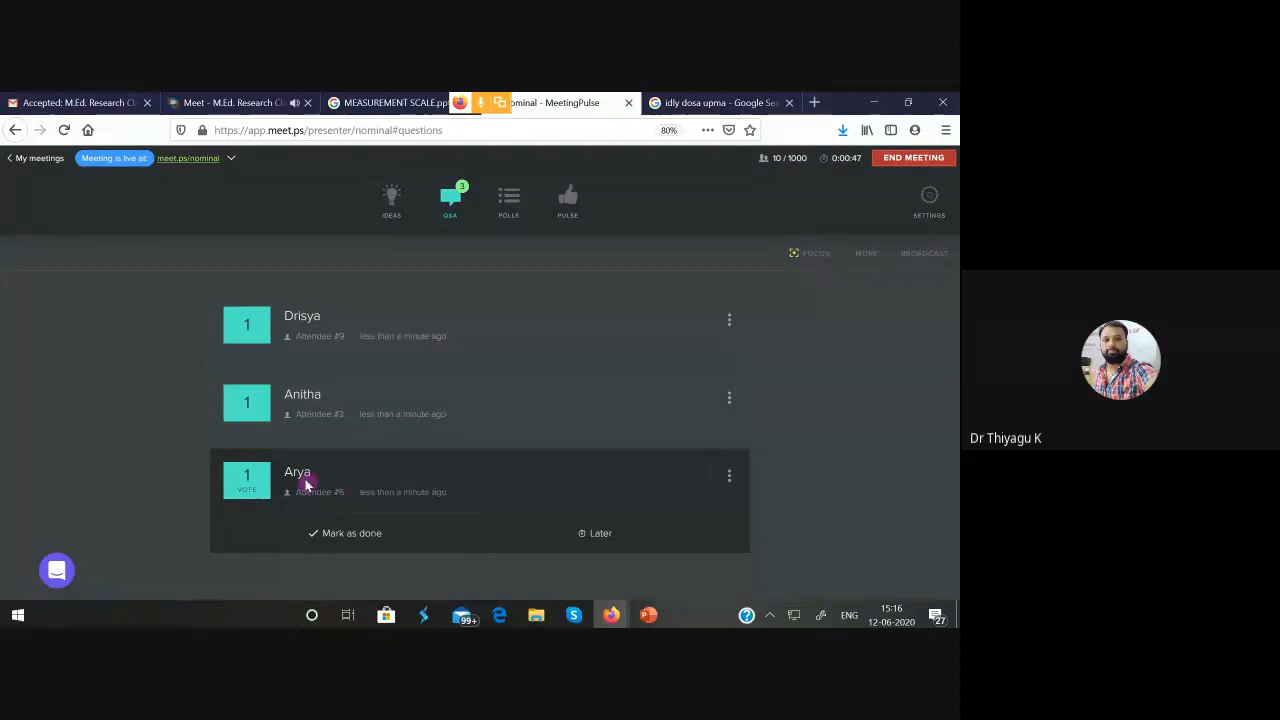 Accepted: M.Ed. Research Cl
Meet - M.Ed. Research Cl
MEASUREMENT SCALE.pp
ominal - MeetingPulse
idly dosa upma - Google Sea
https://app.meet.ps/presenter/nominal#questions
80%
My meetings
Meeting is live at:
meet.ps/nominal
10 / 1000
0:00:47
END MEETING
3
IDEAS
Q&A
POLLS
PULSE
SETTINGS
FOCUS
MORE
BROADCAST
1
Drisya
Attendee #9
less than a minute ago
1
Anitha
Attendee #3
less than a minute ago
1
VOTE
Arya
Attendee #6
less than a minute ago
Mark as done
Later
Dr Thiyagu K
99+
ENG
15:16
12-06-2020
27